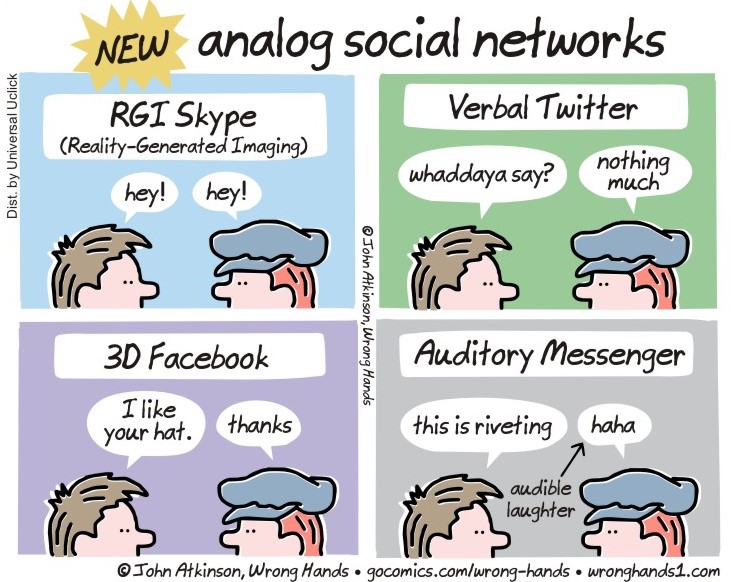 NEW analog social networks
Dist. by Universal Uclick
RGI Skype
(Reality-Generated Imaging)
hey!
hey!
Verbal Twitter
whaddaya say?
nothing
much
©John Atkinson, Wrong Hands
3D Facebook
I like
your hat.
thanks
Auditory Messenger
this is riveting
haha
audible
laughter
©John Atkinson, Wrong Hands • gocomics.com/wrong-hands • wronghands1.com